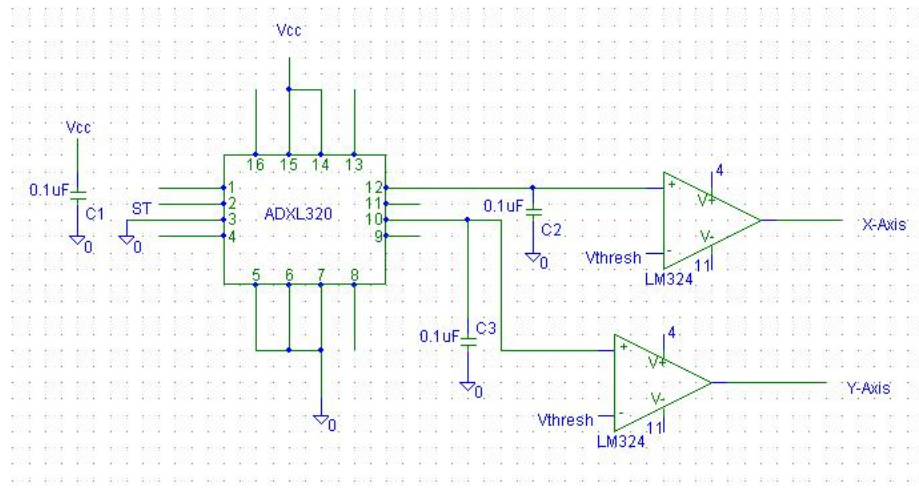 Vcc
Vcc
16 15 14 13
0.1uF
C1
0
ST
0
1
2
3
4
ADXL320
12
11
10
9
5 6 7 8
0
0.1uF
C2
0
+
-
4
V+
V-
11
Vthresh
LM324
X-Axis
0.1uF
C3
0
+
-
4
V+
V-
11
Vthresh
LM324
Y-Axis